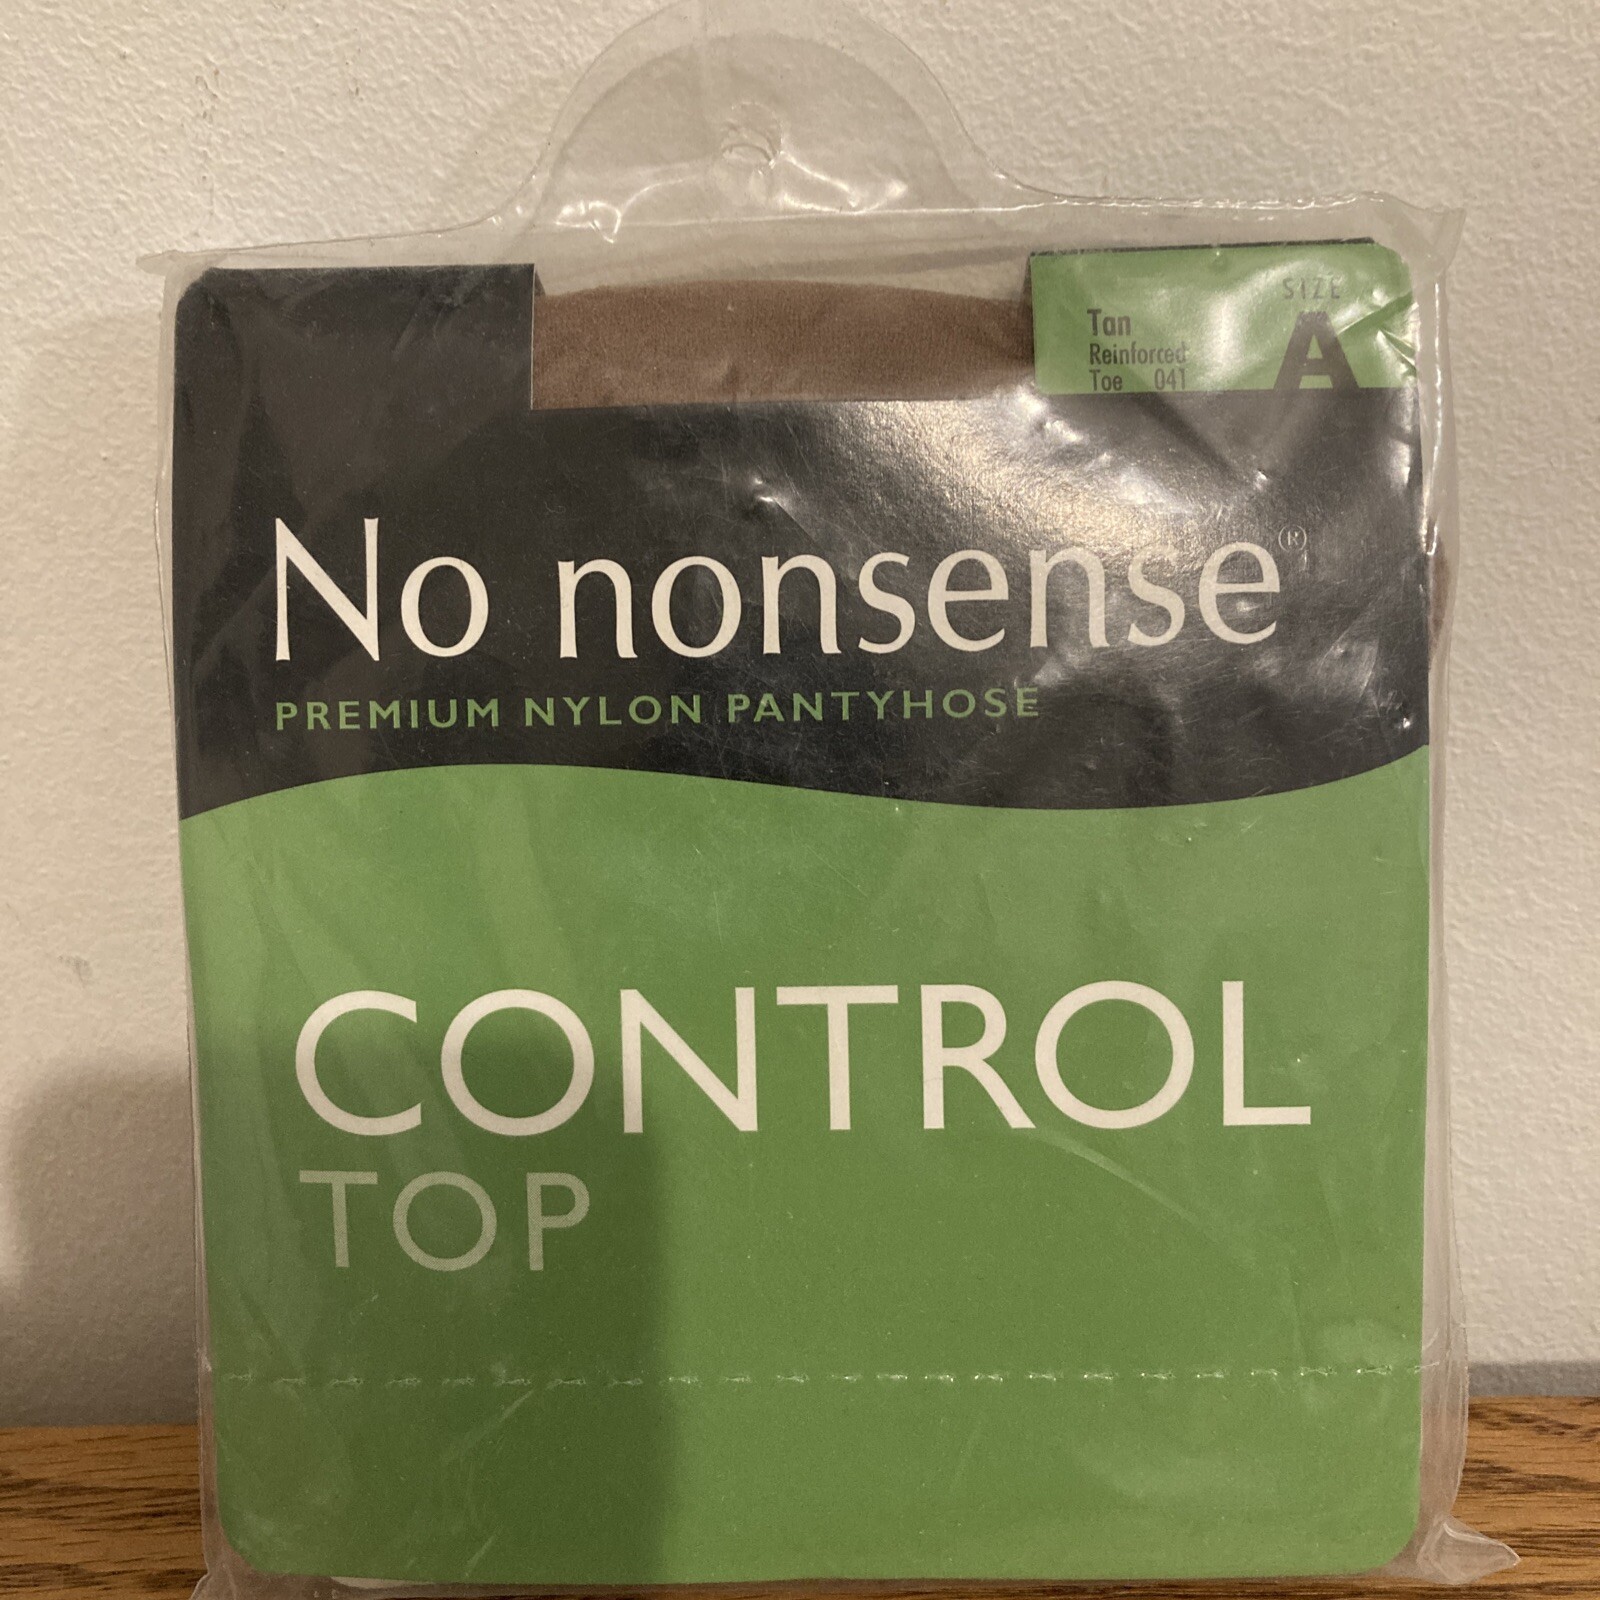 SIZE
A
Tan
Reinforced
Toe 041
No nonsense®
PREMIUM NYLON PANTYHOSE
CONTROL
TOP